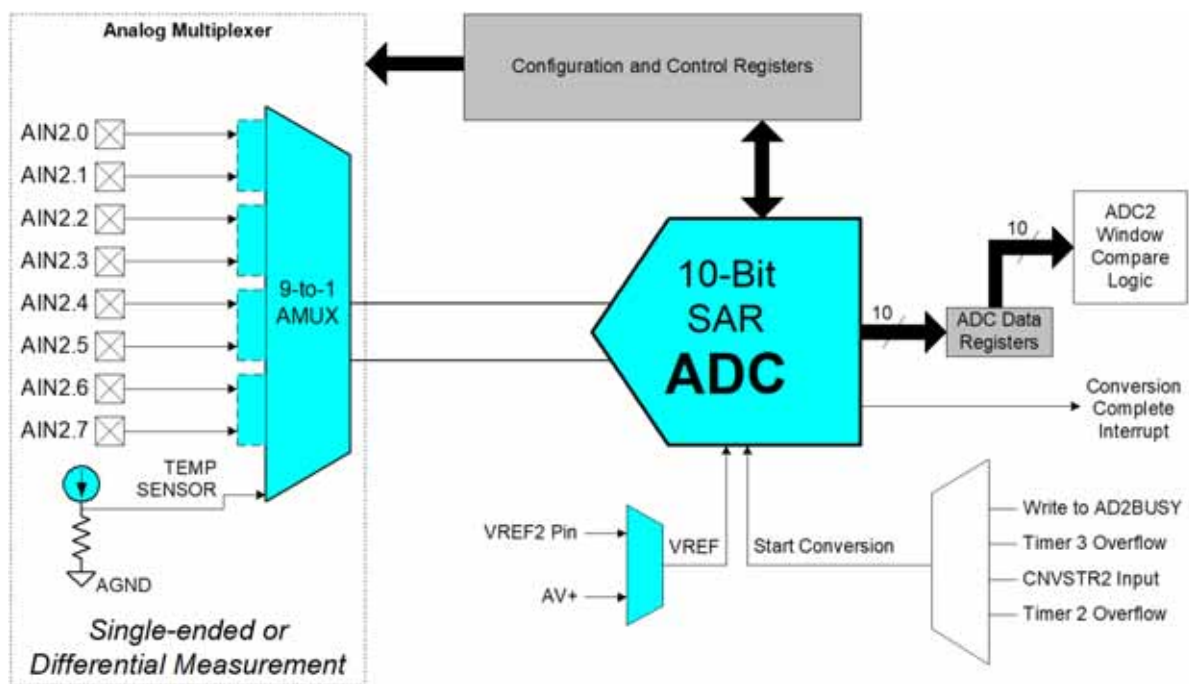 Analog Multiplexer
Configuration and Control Registers
AIN2.0
AIN2.1
AIN2.2
AIN2.3
AIN2.4
AIN2.5
AIN2.6
AIN2.7
9-to-1
AMUX
TEMP
SENSOR
AGND
Single-ended or
Differential Measurement
10-Bit
SAR
ADC
10
ADC Data
Registers
10
ADC2
Window
Compare
Logic
Conversion
Complete
Interrupt
VREF2 Pin
AV+
VREF
Start Conversion
Write to AD2BUSY
Timer 3 Overflow
CNVSTR2 Input
Timer 2 Overflow